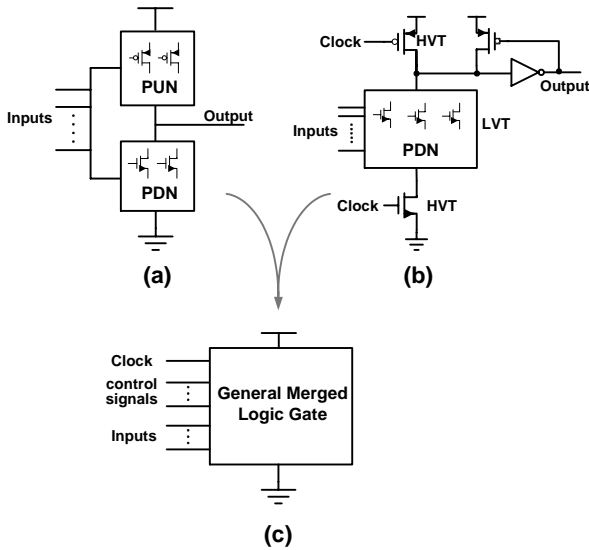 PUN
Inputs
Output
PDN
(a)
Clock
HVT
Output
Inputs
LVT
PDN
Clock
HVT
(b)
Clock
control
signals
Inputs
General Merged
Logic Gate
(c)